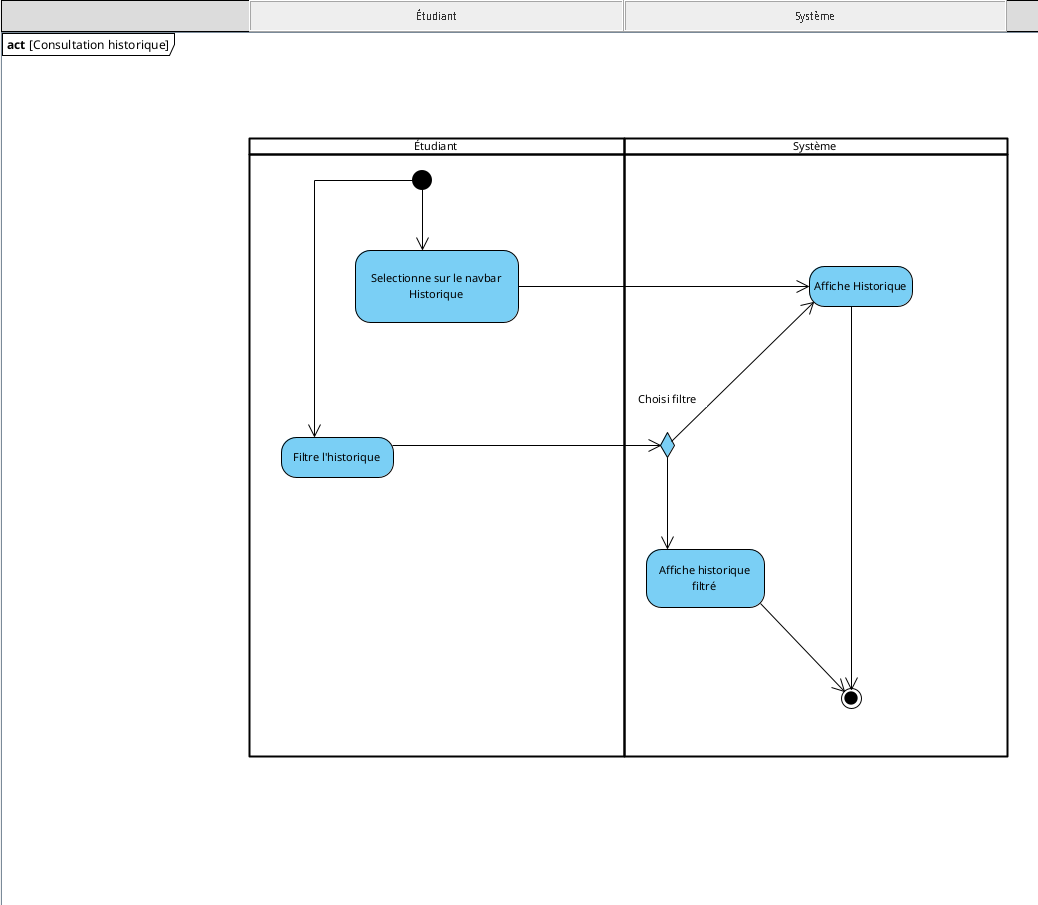 Étudiant
Système
act [Consultation historique]
Étudiant
Système
Selectionne sur le navbar
Historique
Affiche Historique
Choisi filtre
Filtre l'historique
Affiche historique
filtré